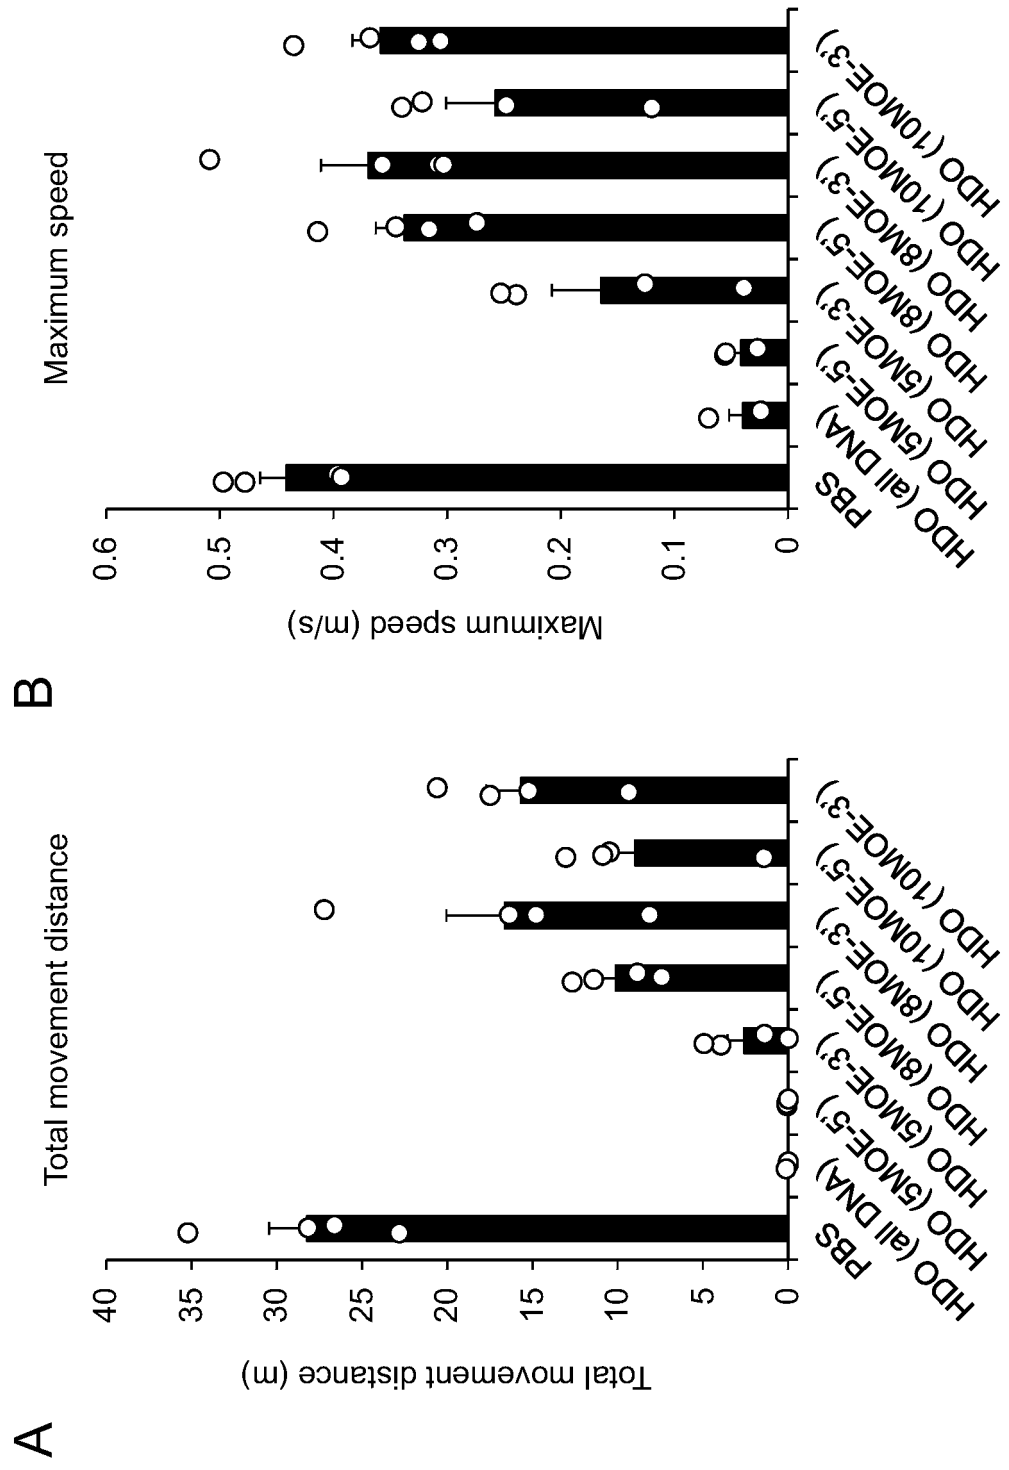 A
Total movement distance
Total movement distance (m)
40
35
30
25
20
15
10
5
0
PBS
HDO (all DNA)
HDO (5MOE-5')
HDO (5MOE-3')
HDO (8MOE-5')
HDO (8MOE-3')
HDO (10MOE-5')
HDO (10MOE-3')
B
Maximum speed
Maximum speed (m/s)
0.6
0.5
0.4
0.3
0.2
0.1
0
PBS
HDO (all DNA)
HDO (5MOE-5')
HDO (5MOE-3')
HDO (8MOE-5')
HDO (8MOE-3')
HDO (10MOE-5')
HDO (10MOE-3')